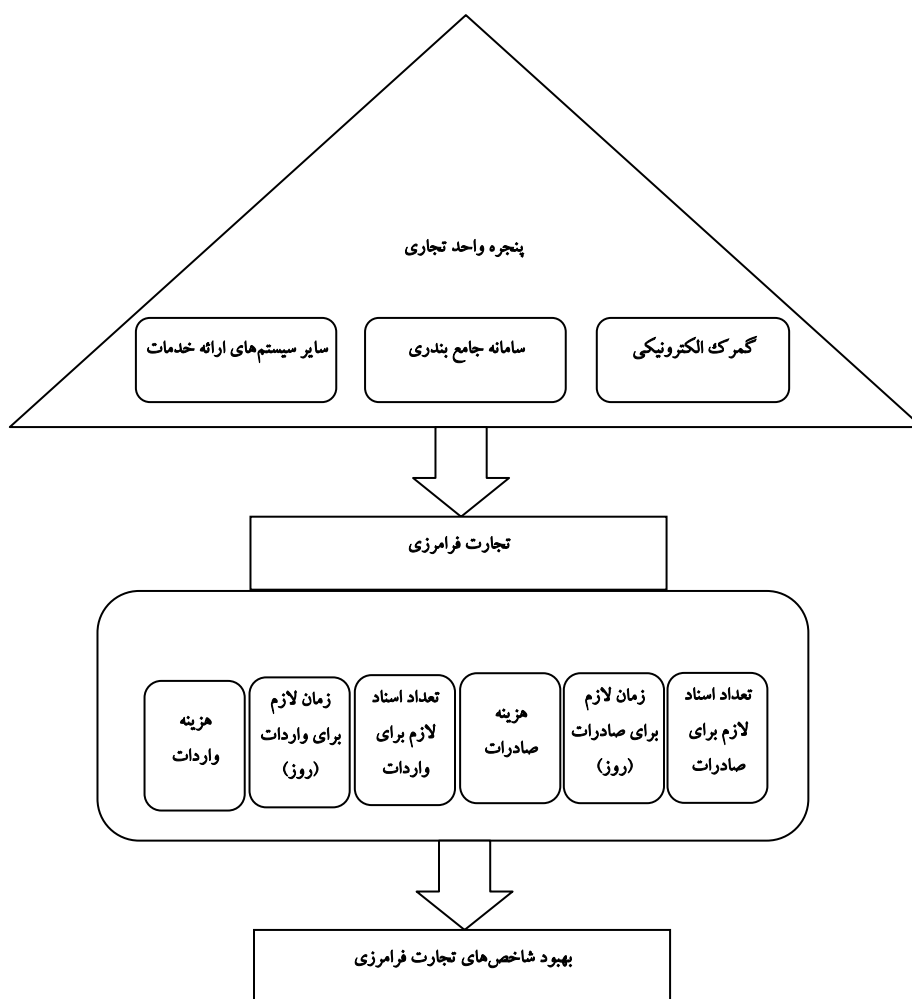 پنجره واحد تجاری
گمرک الکترونیکی
سامانه جامع بندری
سایر سیستم‌های ارائه خدمات
تجارت فرامرزی
تعداد اسناد
لازم برای
صادرات
زمان لازم
برای صادرات
(روز)
هزینه
صادرات
تعداد اسناد
لازم برای
واردات
زمان لازم
برای واردات
(روز)
هزینه
واردات
بهبود شاخص‌های تجارت فرامرزی